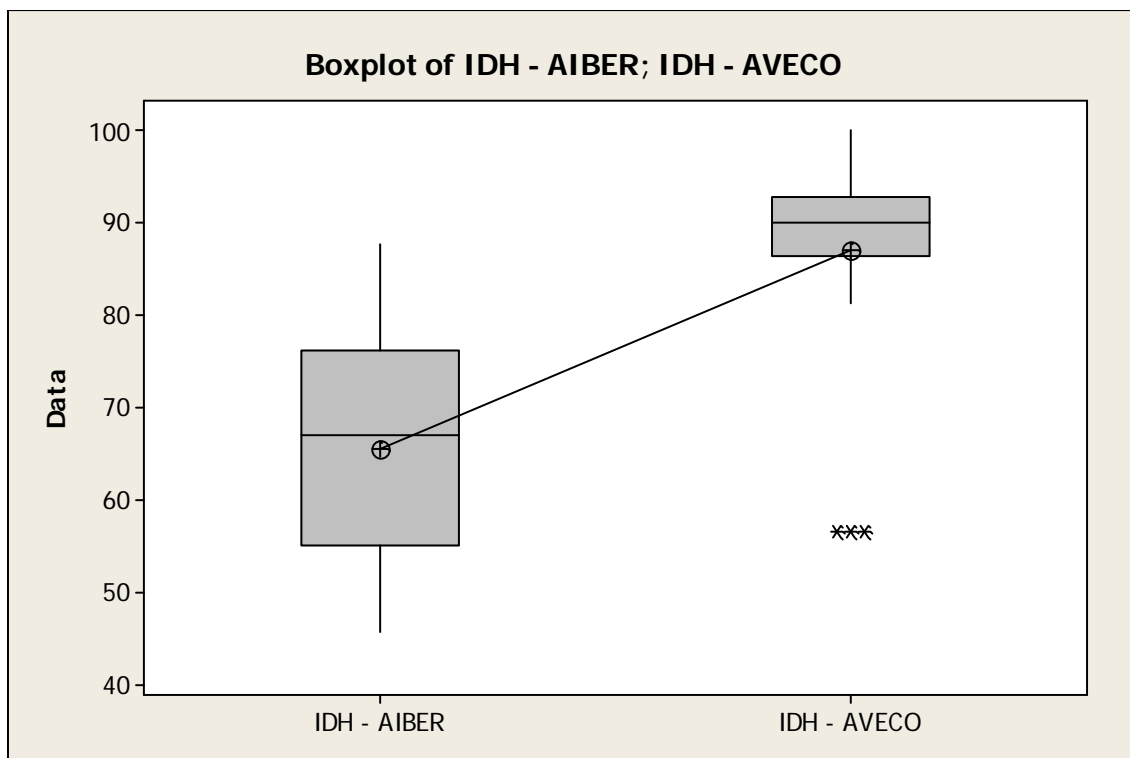 Boxplot of IDH - AIBER; IDH - AVECO
Data
100
90
80
70
60
50
40
IDH - AIBER
IDH - AVECO